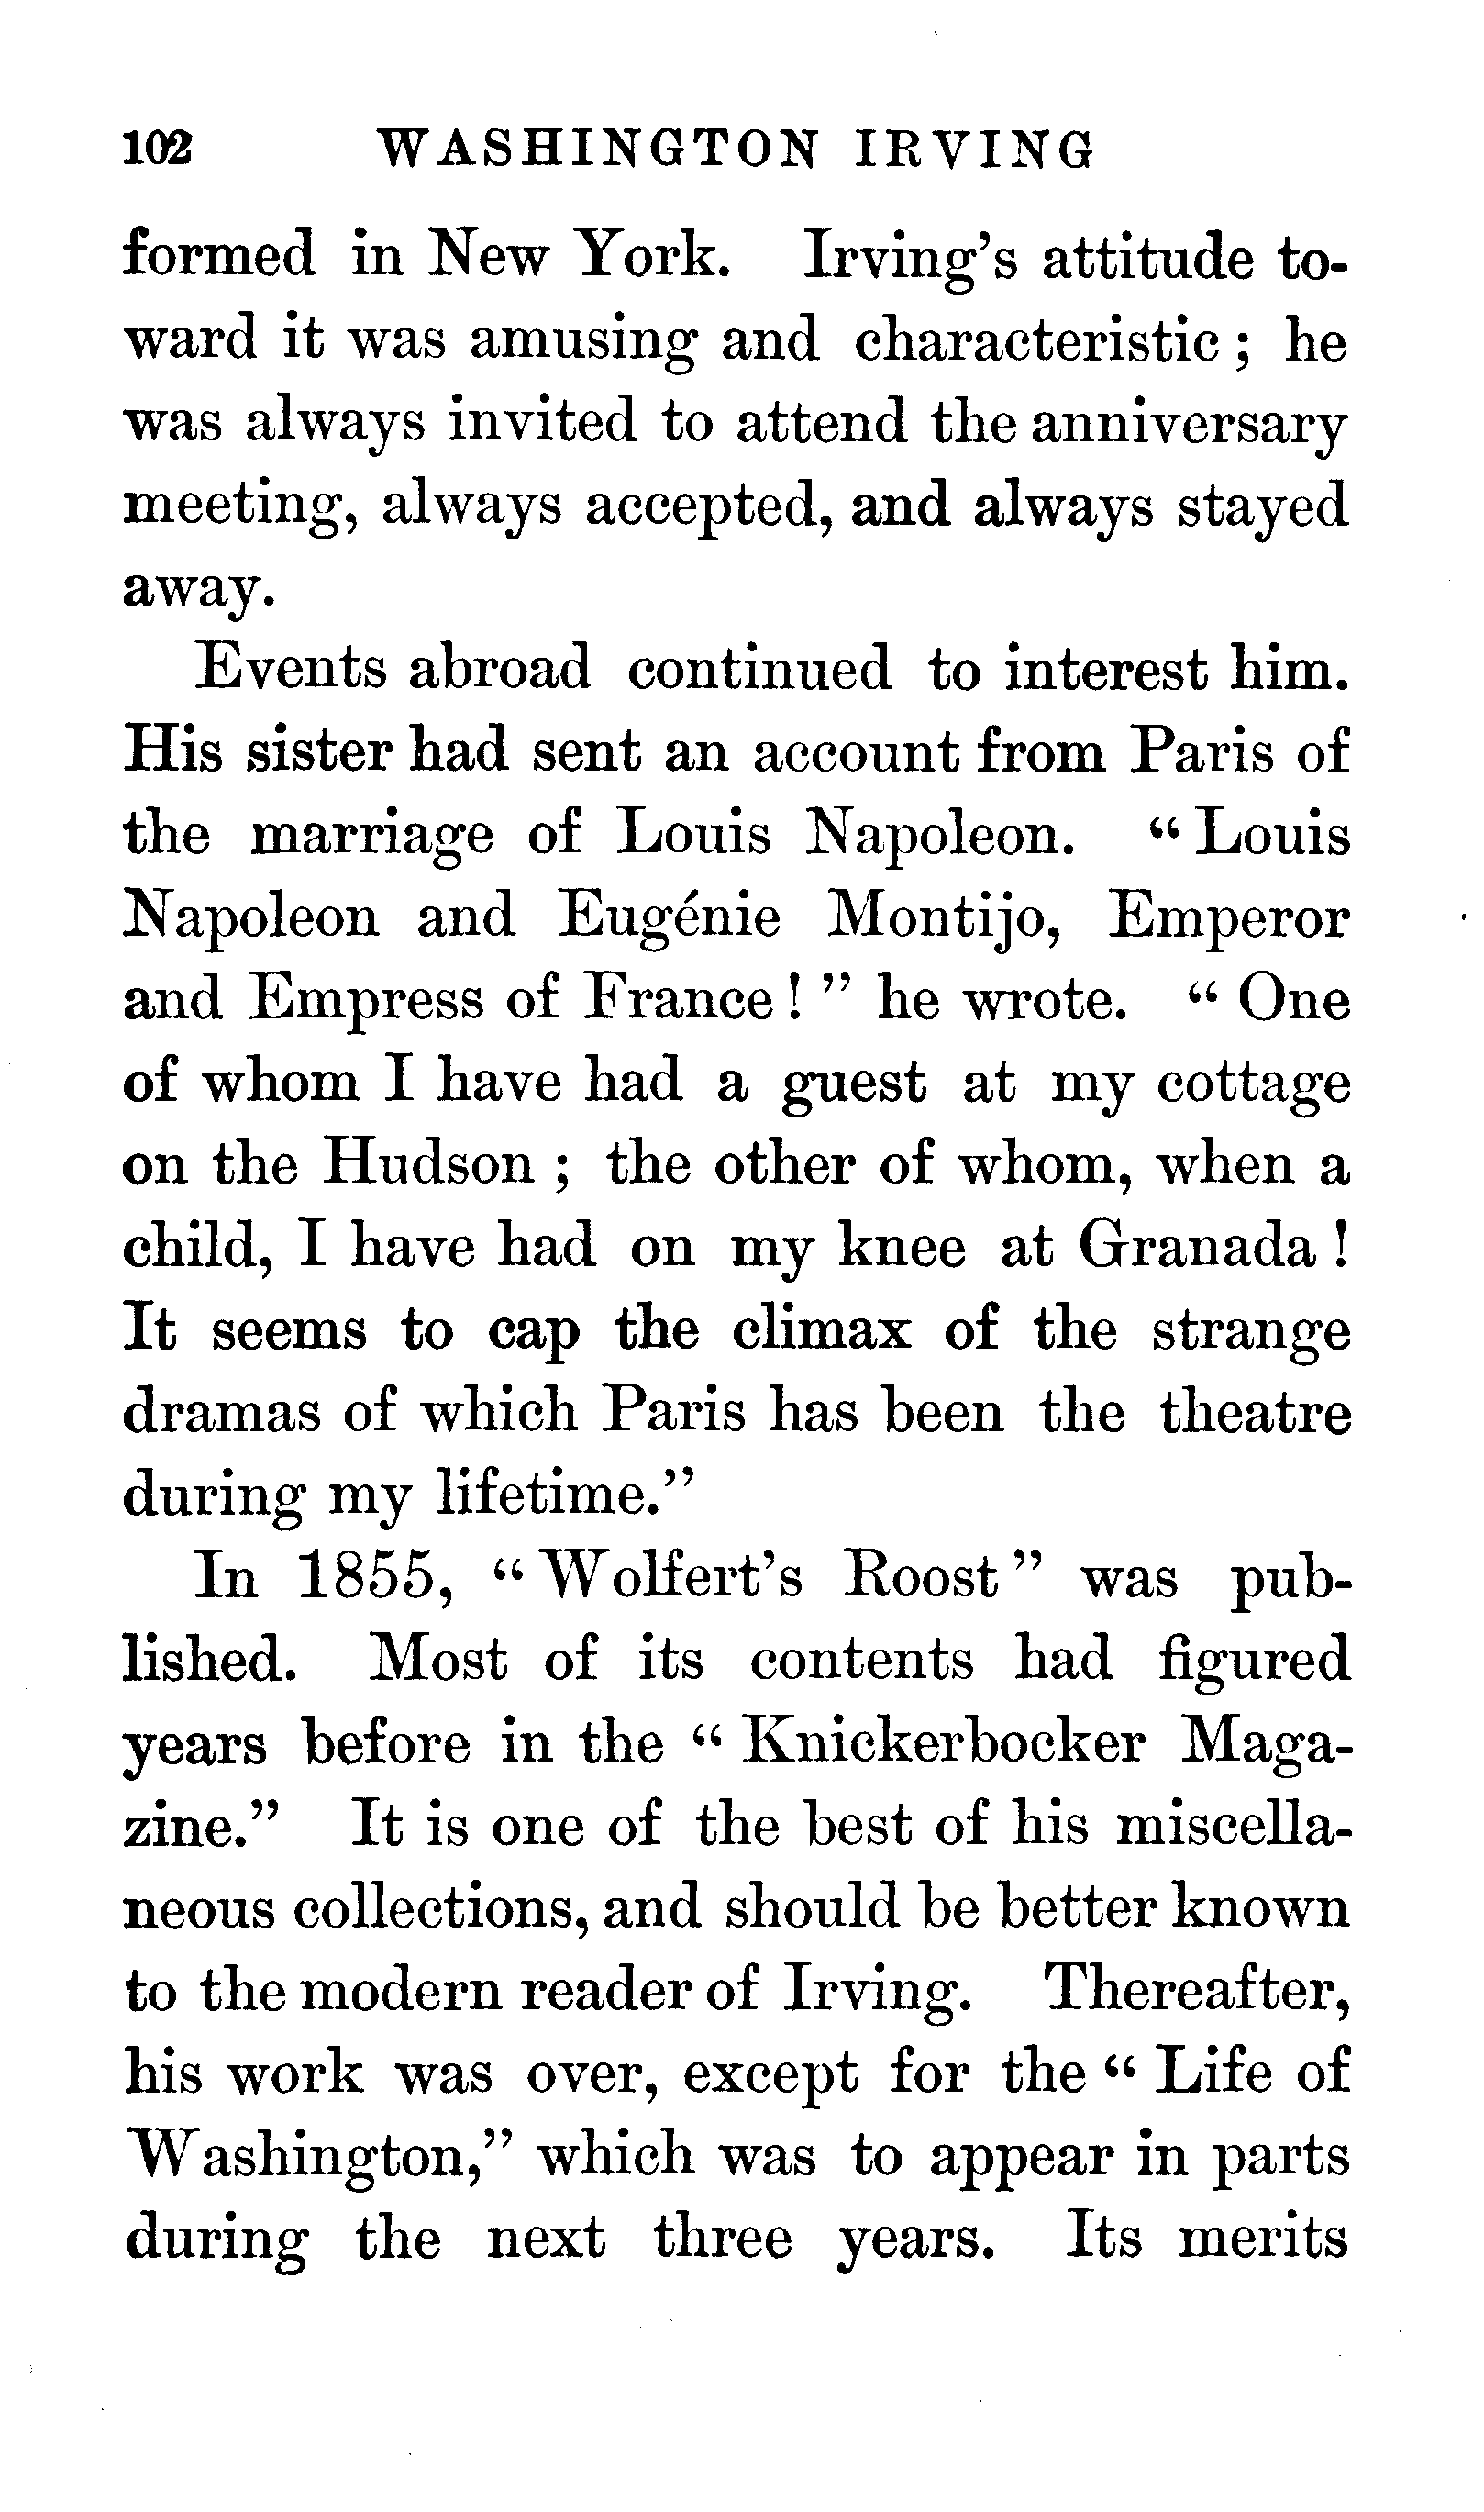 102 WASHINGTON IRVING
formed in New York. Irving's attitude to-
ward it was amusing and characteristic; he
was always invited to attend the anniversary
meeting, always accepted, and always stayed
away.
Events abroad continued to interest him.
His sister had sent an account from Paris of
the marriage of Louis Napoleon. "Louis
Napoleon and Eugénie Montijo, Emperor
and Empress of France!" he wrote. "One
of whom I have had a guest at my cottage
on the Hudson; the other of whom, when a
child, I have had on my knee at Granada!
It seems to cap the climax of the strange
dramas of which Paris has been the theatre
during my lifetime."
In 1855, "Wolfert's Roost" was pub-
lished. Most of its contents had figured
years before in the "Knickerbocker Maga-
zine." It is one of the best of his miscella-
neous collections, and should be better known
to the modern reader of Irving. Thereafter,
his work was over, except for the "Life of
Washington," which was to appear in parts
during the next three years. Its merits